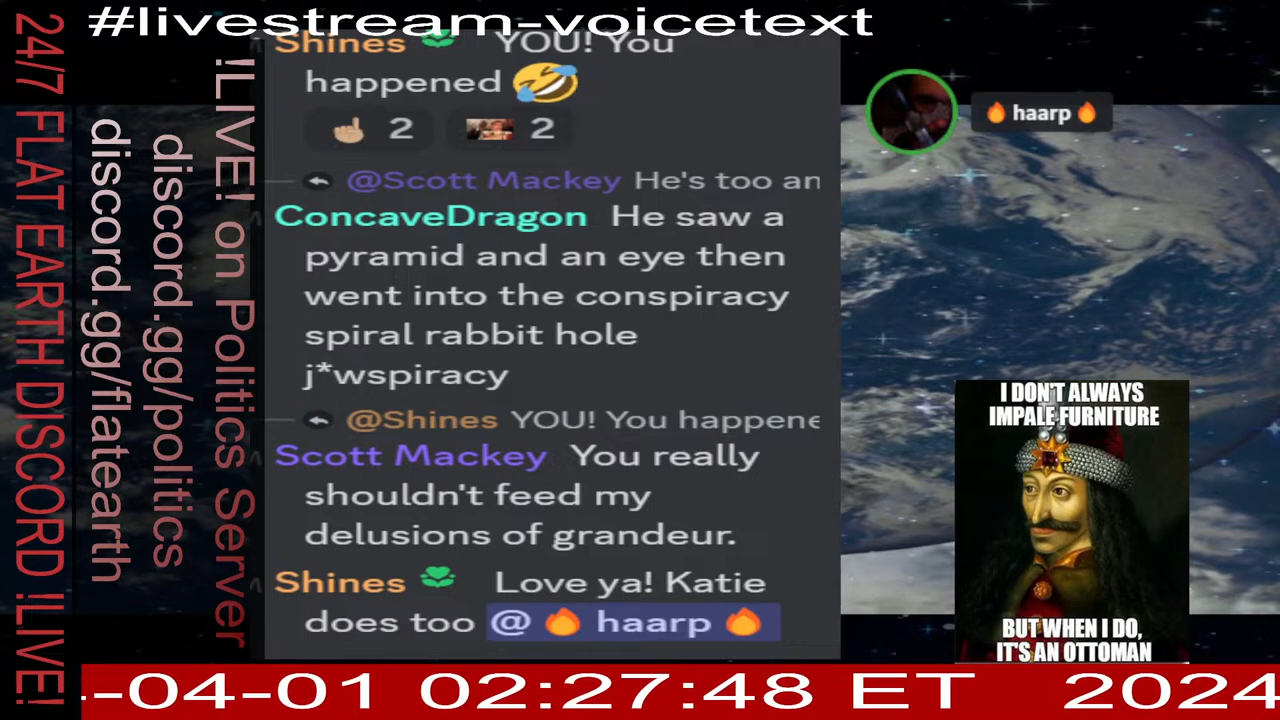 #livestream-voicetext
24/7 FLAT EARTH DISCORD !LIVE!
discord.gg/flatearth
discord.gg/politics
!LIVE! on Politics Server
Shines YOU! You
happened 🤣
☝🏼 2 2
@Scott Mackey He's too an
ConcaveDragon He saw a
pyramid and an eye then
went into the conspiracy
spiral rabbit hole
j*wspiracy
@Shines YOU! You happene
Scott Mackey You really
shouldn't feed my
delusions of grandeur.
Shines Love ya! Katie
does too @🔥 haarp 🔥
🔥 haarp 🔥
I DON'T ALWAYS
IMPALE FURNITURE
BUT WHEN I DO,
IT'S AN OTTOMAN
-04-01 02:27:48 ET 2024